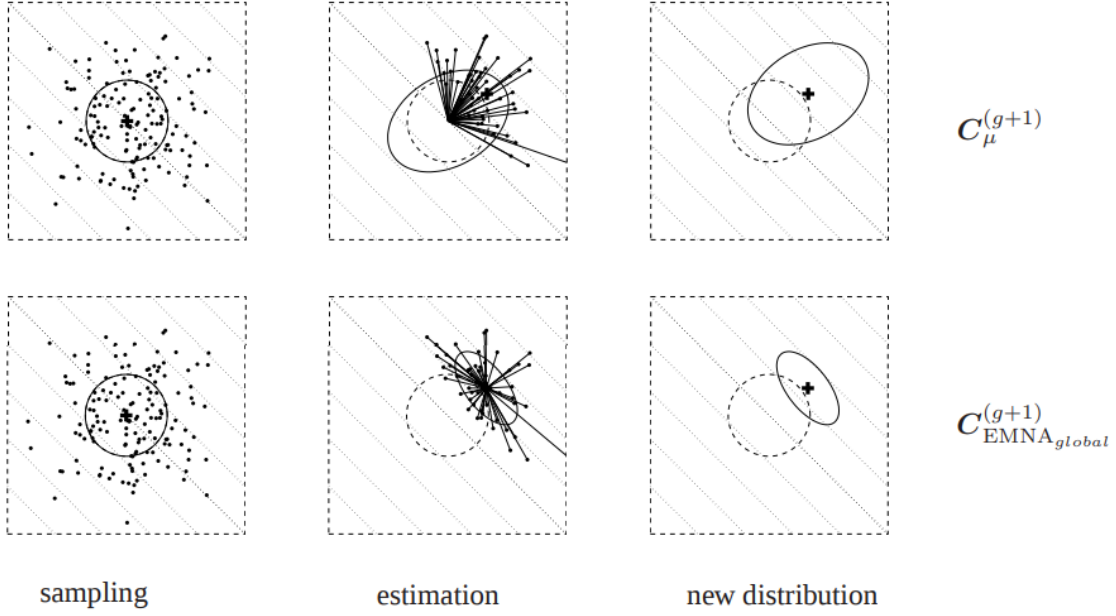 C_μ^(g+1)
C_EMNA_global^(g+1)
sampling estimation new distribution